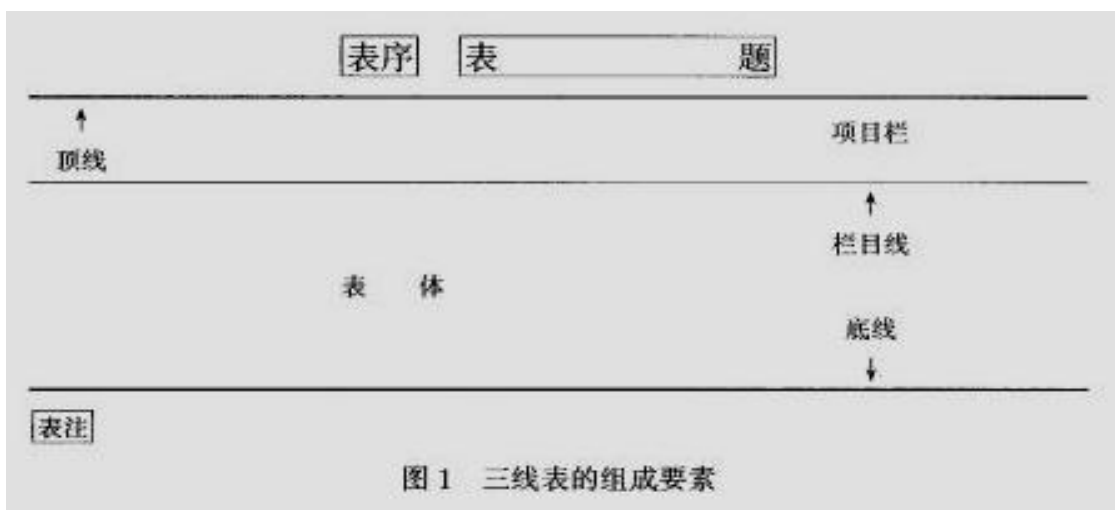 表序 表 题
项目栏
顶线
栏目线
表 体
底线
表注
图 1 三线表的组成要素